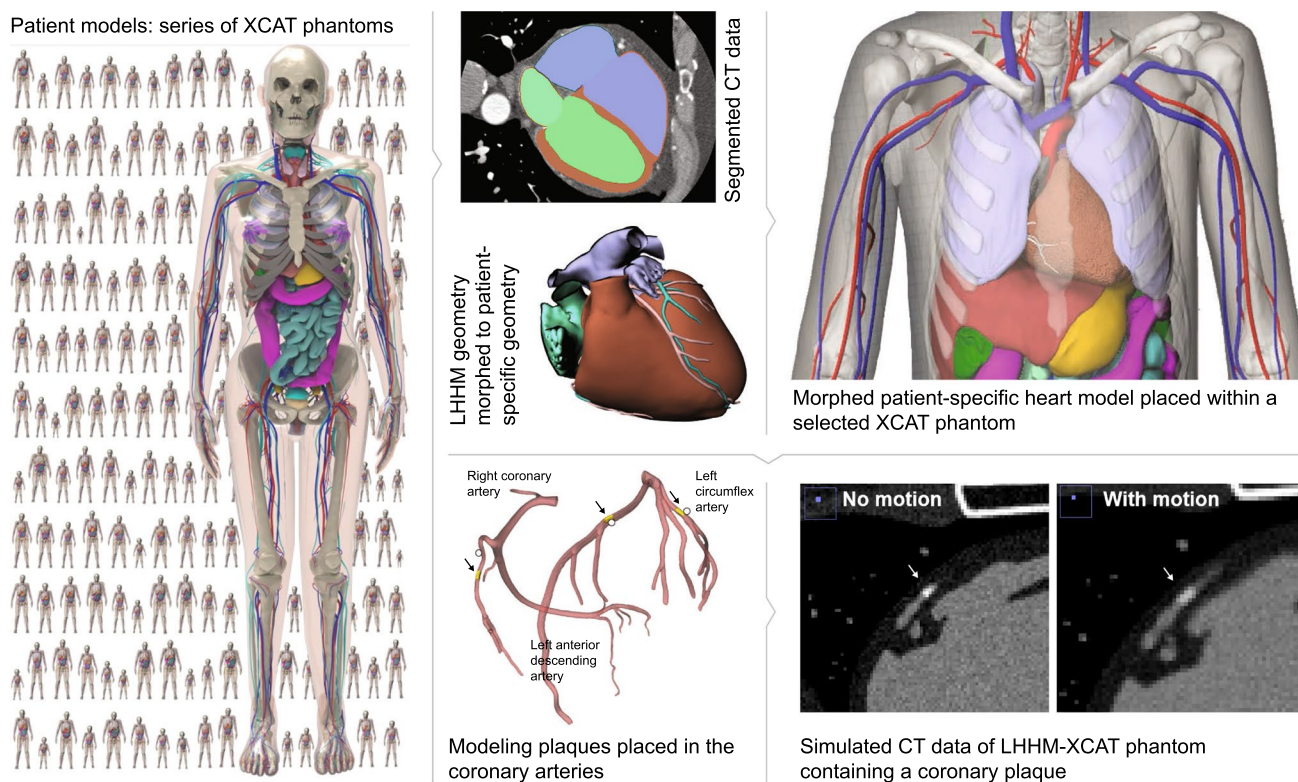 Patient models: series of XCAT phantoms
Segmented CT data
LHHM geometry
morphed to patient-
specific geometry
Morphed patient-specific heart model placed within a
selected XCAT phantom
Right coronary
artery
Left
circumflex
artery
Left anterior
descending
artery
Modeling plaques placed in the
coronary arteries
No motion
With motion
Simulated CT data of LHHM-XCAT phantom
containing a coronary plaque